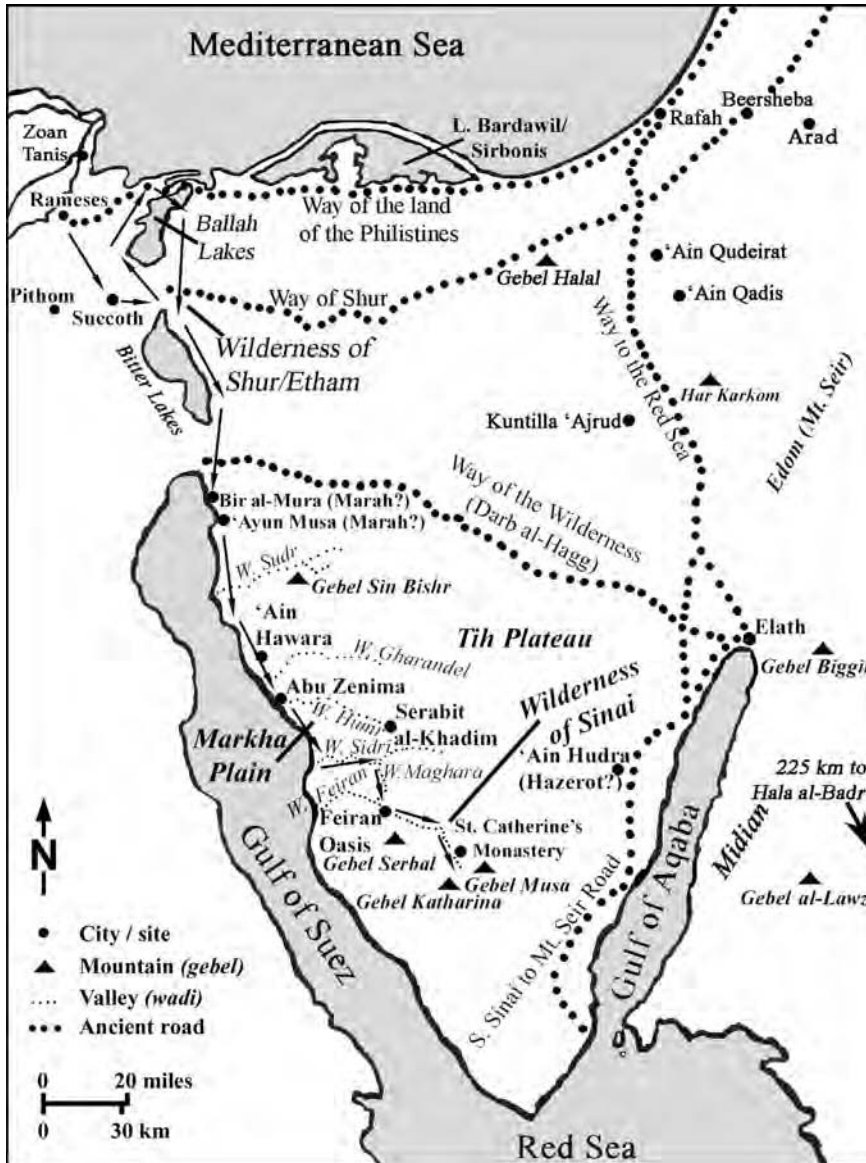 Mediterranean Sea
Zoan
Tanis
L. Bardawil/
Sirbonis
Rafah
Beersheba
Arad
Rameses
Ballah
Lakes
Way of the land
of the Philistines
'Ain Qudeirat
Gebel Halal
'Ain Qadis
Pithom
Succoth
Way of Shur
Wilderness of
Shur/Etham
Bitter Lakes
Way to the Red Sea
Har Karkom
Edom (Mt. Seir)
Kuntilla 'Ajrud
Way of the Wilderness
(Darb al-Hagg)
Bir al-Mura (Marah?)
'Ayun Musa (Marah?)
W. Sudr
Gebel Sin Bishr
'Ain
Hawara
Tih Plateau
Elath
Gebel Biggir
W. Gharandel
Abu Zenima
W. Humr
Serabit
al-Khadim
Wilderness
of Sinai
Markha
Plain
W. Sidri
W. Maghara
'Ain Hudra
(Hazerot?)
225 km to
Hala al-Badr
W. Feiran
Feiran
Oasis
Gebel Serbal
St. Catherine's
Monastery
Gebel Musa
Gebel Katharina
Midian
Gebel al-Lawz
Gulf of Suez
Gulf of Aqaba
S. Sinai to Mt. Seir Road
N
City / site
Mountain (gebel)
Valley (wadi)
Ancient road
0 20 miles
0 30 km
Red Sea